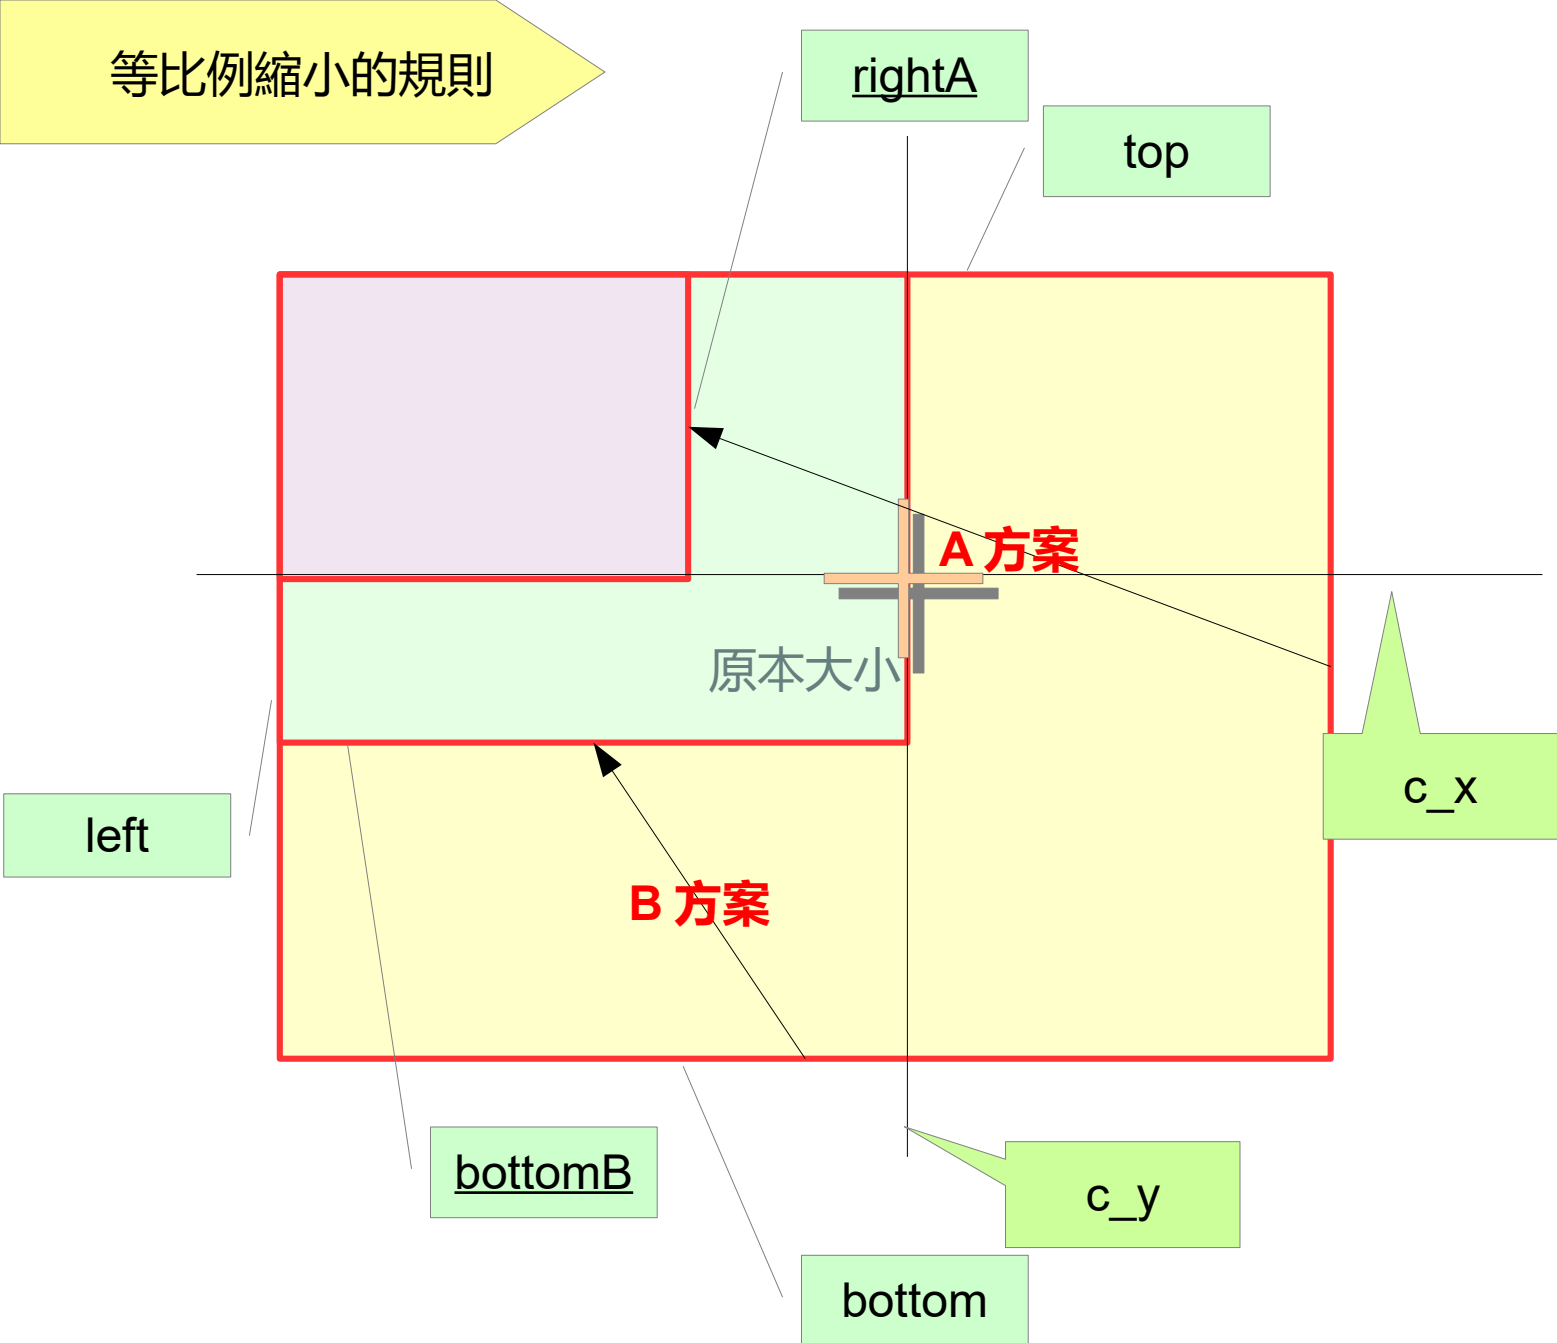 等比例縮小的規則
rightA
top
A 方案
原本大小
c_x
left
B 方案
bottomB
c_y
bottom